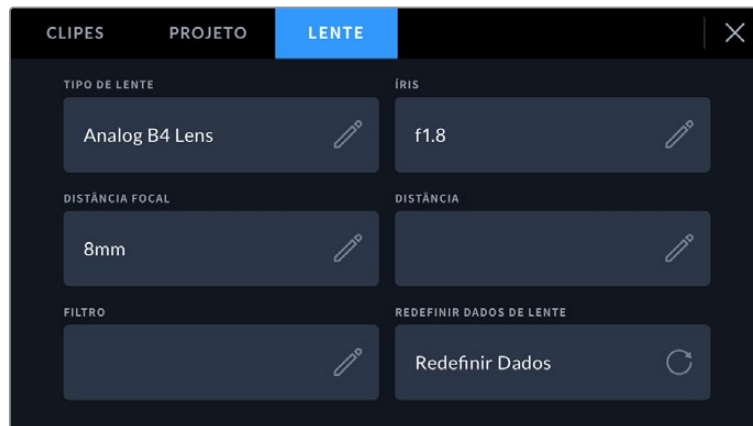 CLIPES PROJETO LENTE
TIPO DE LENTE
Analog B4 Lens
ÍRIS
f1.8
DISTÂNCIA FOCAL
8mm
DISTÂNCIA
FILTRO
REDEFINIR DADOS DE LENTE
Redefinir Dados